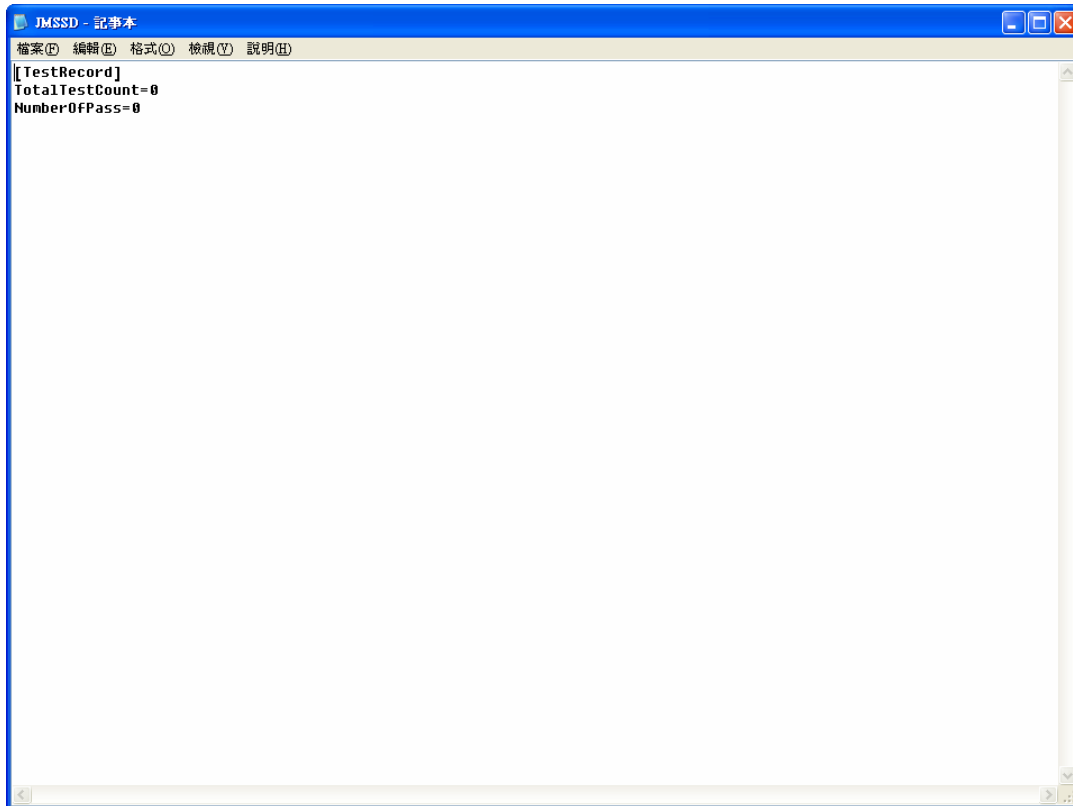 JMSSD - 記事本
檔案(F) 編輯(E) 格式(O) 檢視(V) 說明(H)
[TestRecord]
TotalTestCount=0
NumberOfPass=0